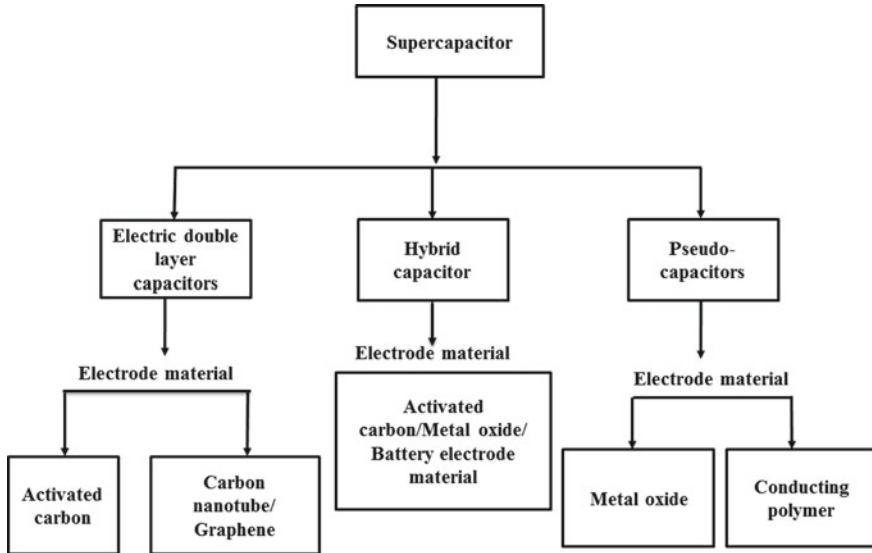 Supercapacitor
Electric double
layer
capacitors
Hybrid
capacitor
Pseudo-
capacitors
Electrode material
Electrode material
Electrode material
Activated
carbon
Carbon
nanotube/
Graphene
Activated
carbon/Metal oxide/
Battery electrode
material
Metal oxide
Conducting
polymer